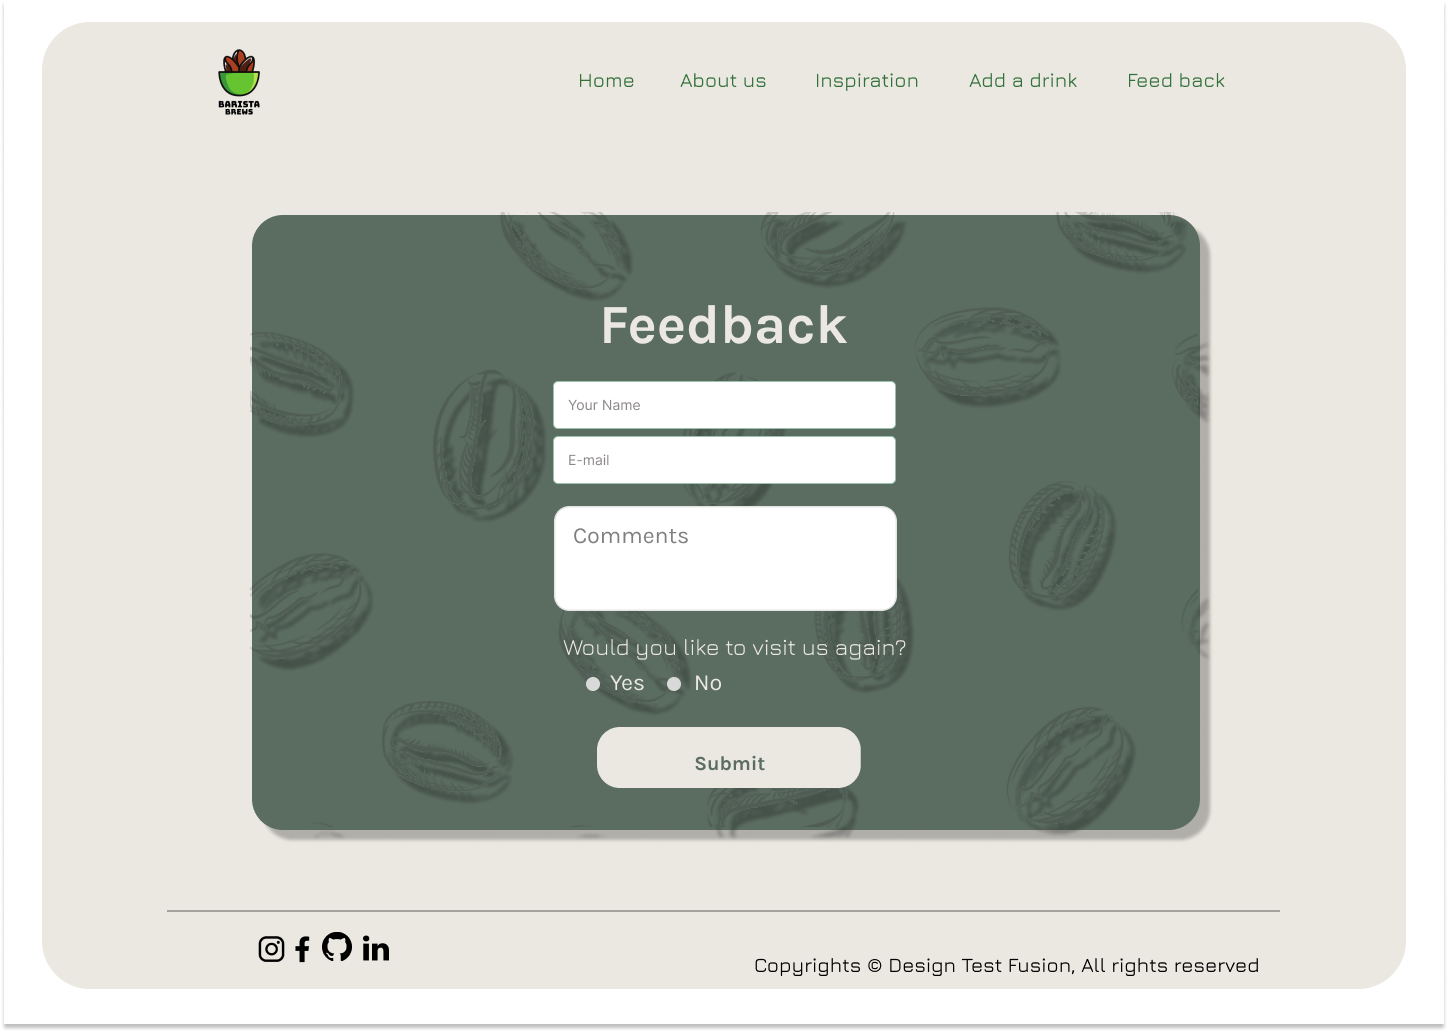 BARISTA
BREWS
Home About us Inspiration Add a drink Feed back
Feedback
Your Name
E-mail
Comments
Would you like to visit us again?
Yes No
Submit
in
Copyrights © Design Test Fusion, All rights reserved